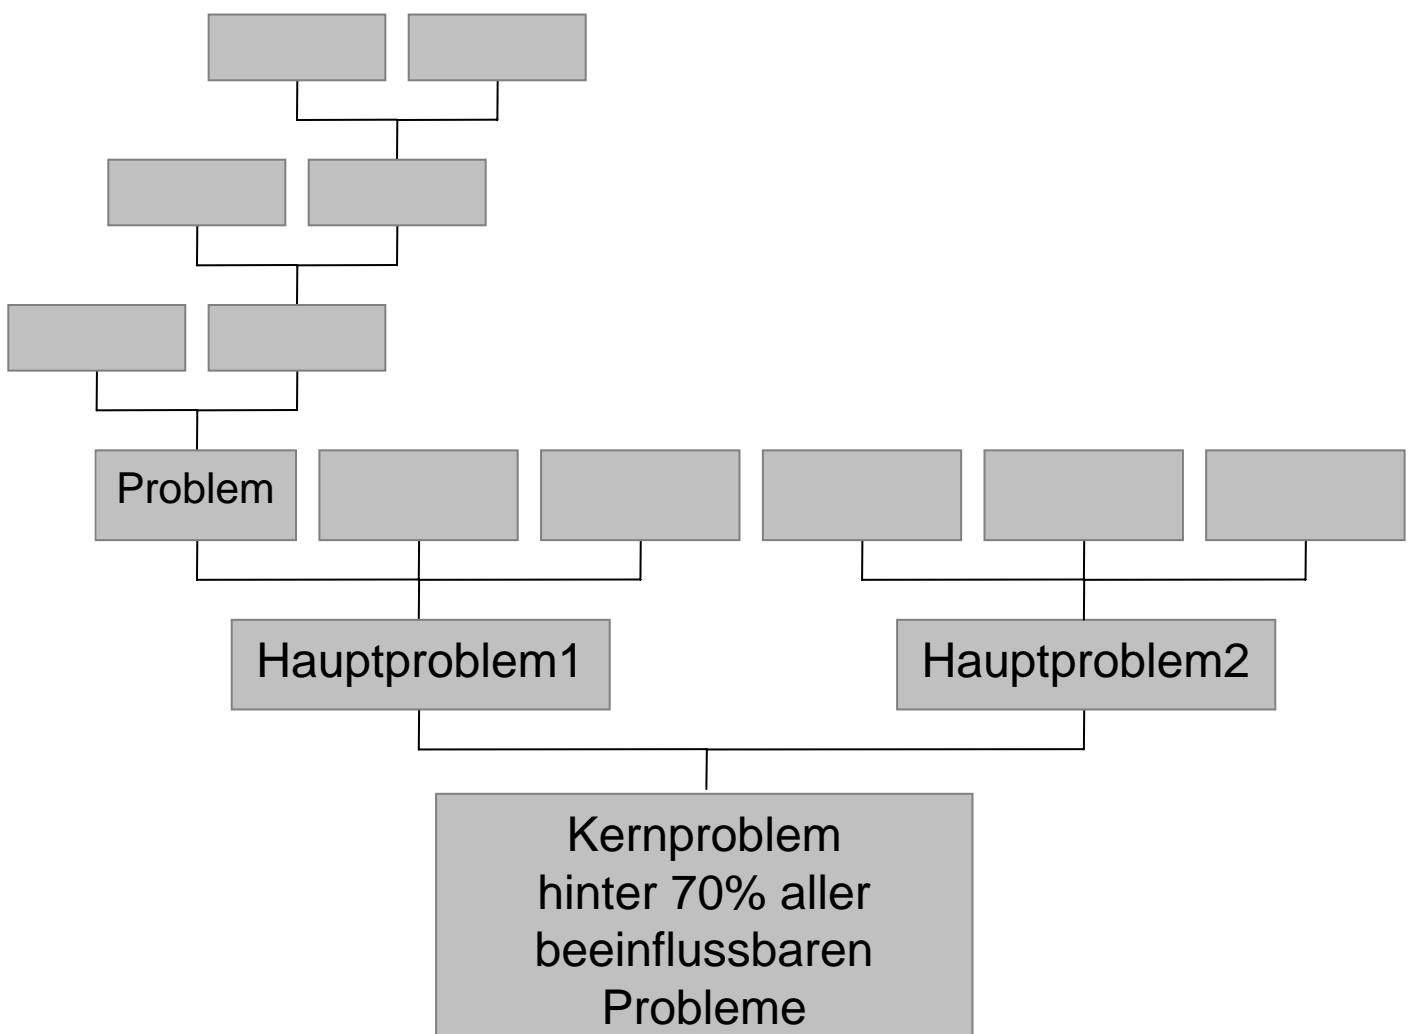 Problem
Hauptproblem1
Hauptproblem2
Kernproblem
hinter 70% aller
beeinflussbaren
Probleme